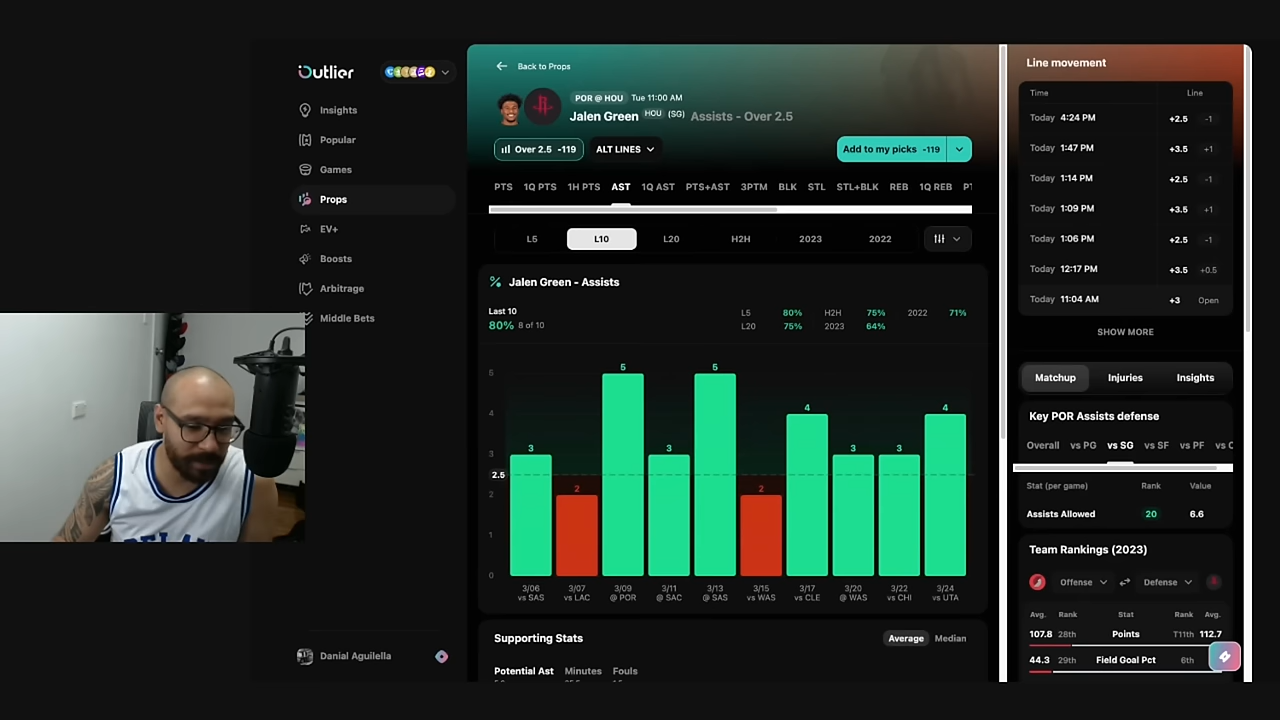 Outlier
Insights
Popular
Games
Props
EV+
Boosts
Arbitrage
Middle Bets
Danial Aguilella
Back to Props
POR @ HOU Tue 11:00 AM
Jalen Green HOU (SG) Assists - Over 2.5
Over 2.5 -119 ALT LINES
Add to my picks -119
PTS 1Q PTS 1H PTS AST 1Q AST PTS+AST 3PTM BLK STL STL+BLK REB 1Q REB
L5 L10 L20 H2H 2023 2022
Jalen Green - Assists
Last 10
80% 8 of 10
L5 80% H2H 75% 2022 71%
L20 75% 2023 64%
5
4
3
2.5
2
1
0
3 2 5 3 5 2 4 3 3 4
3/06 3/07 3/09 3/11 3/13 3/15 3/17 3/20 3/22 3/24
vs SAS vs LAC @ POR @ SAC @ SAS vs WAS vs CLE @ WAS vs CHI vs UTA
Supporting Stats
Average Median
Potential Ast Minutes Fouls
Line movement
Time Line
Today 4:24 PM +2.5 -1
Today 1:47 PM +3.5 +1
Today 1:14 PM +2.5 -1
Today 1:09 PM +3.5 +1
Today 1:06 PM +2.5 -1
Today 12:17 PM +3.5 +0.5
Today 11:04 AM +3 Open
SHOW MORE
Matchup Injuries Insights
Key POR Assists defense
Overall vs PG vs SG vs SF vs PF vs
Stat (per game) Rank Value
Assists Allowed 20 6.6
Team Rankings (2023)
Offense Defense
Avg. Rank Stat Rank Avg.
107.8 28th Points T11th 112.7
44.3 29th Field Goal Pct 6th